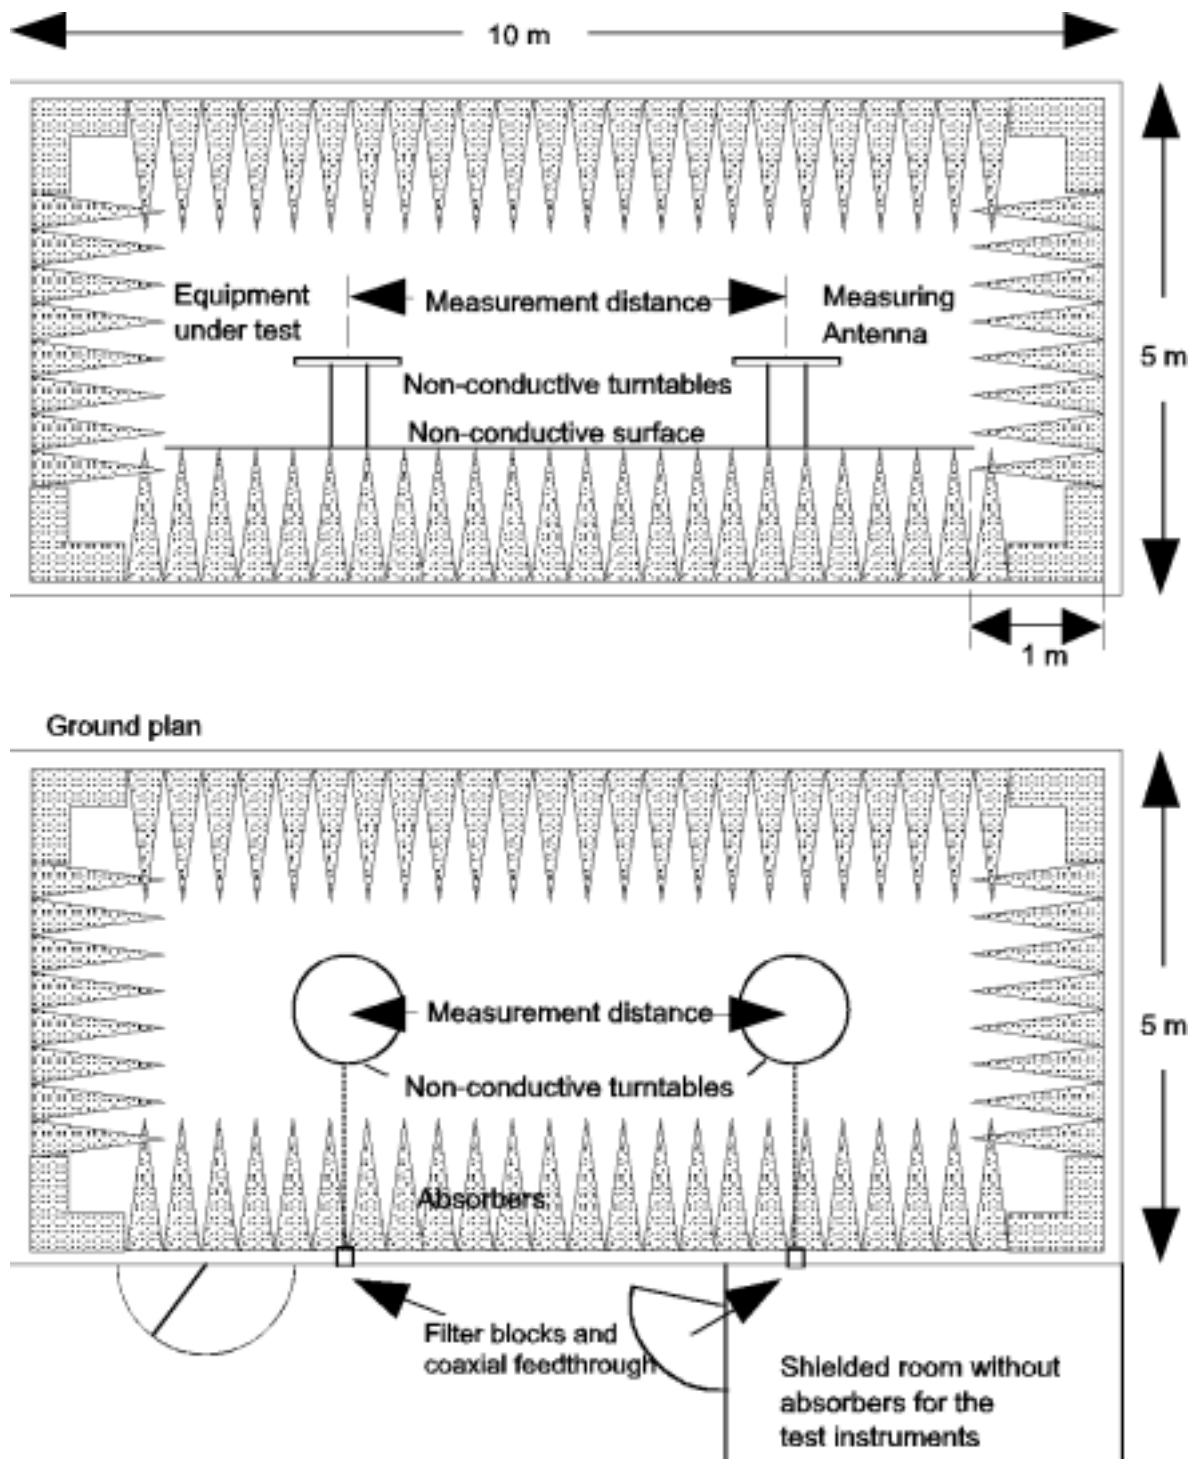 10 m
Equipment
under test
Measurement distance
Measuring
Antenna
5 m
Non-conductive turntables
Non-conductive surface
1 m
Ground plan
Measurement distance
5 m
Non-conductive turntables
Absorbers
Filter blocks and
coaxial feedthrough
Shielded room without
absorbers for the
test instruments